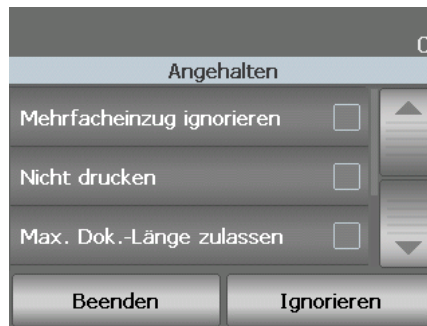 Angehalten
Mehrfacheinzug ignorieren
Nicht drucken
Max. Dok.-Länge zulassen
Beenden
Ignorieren